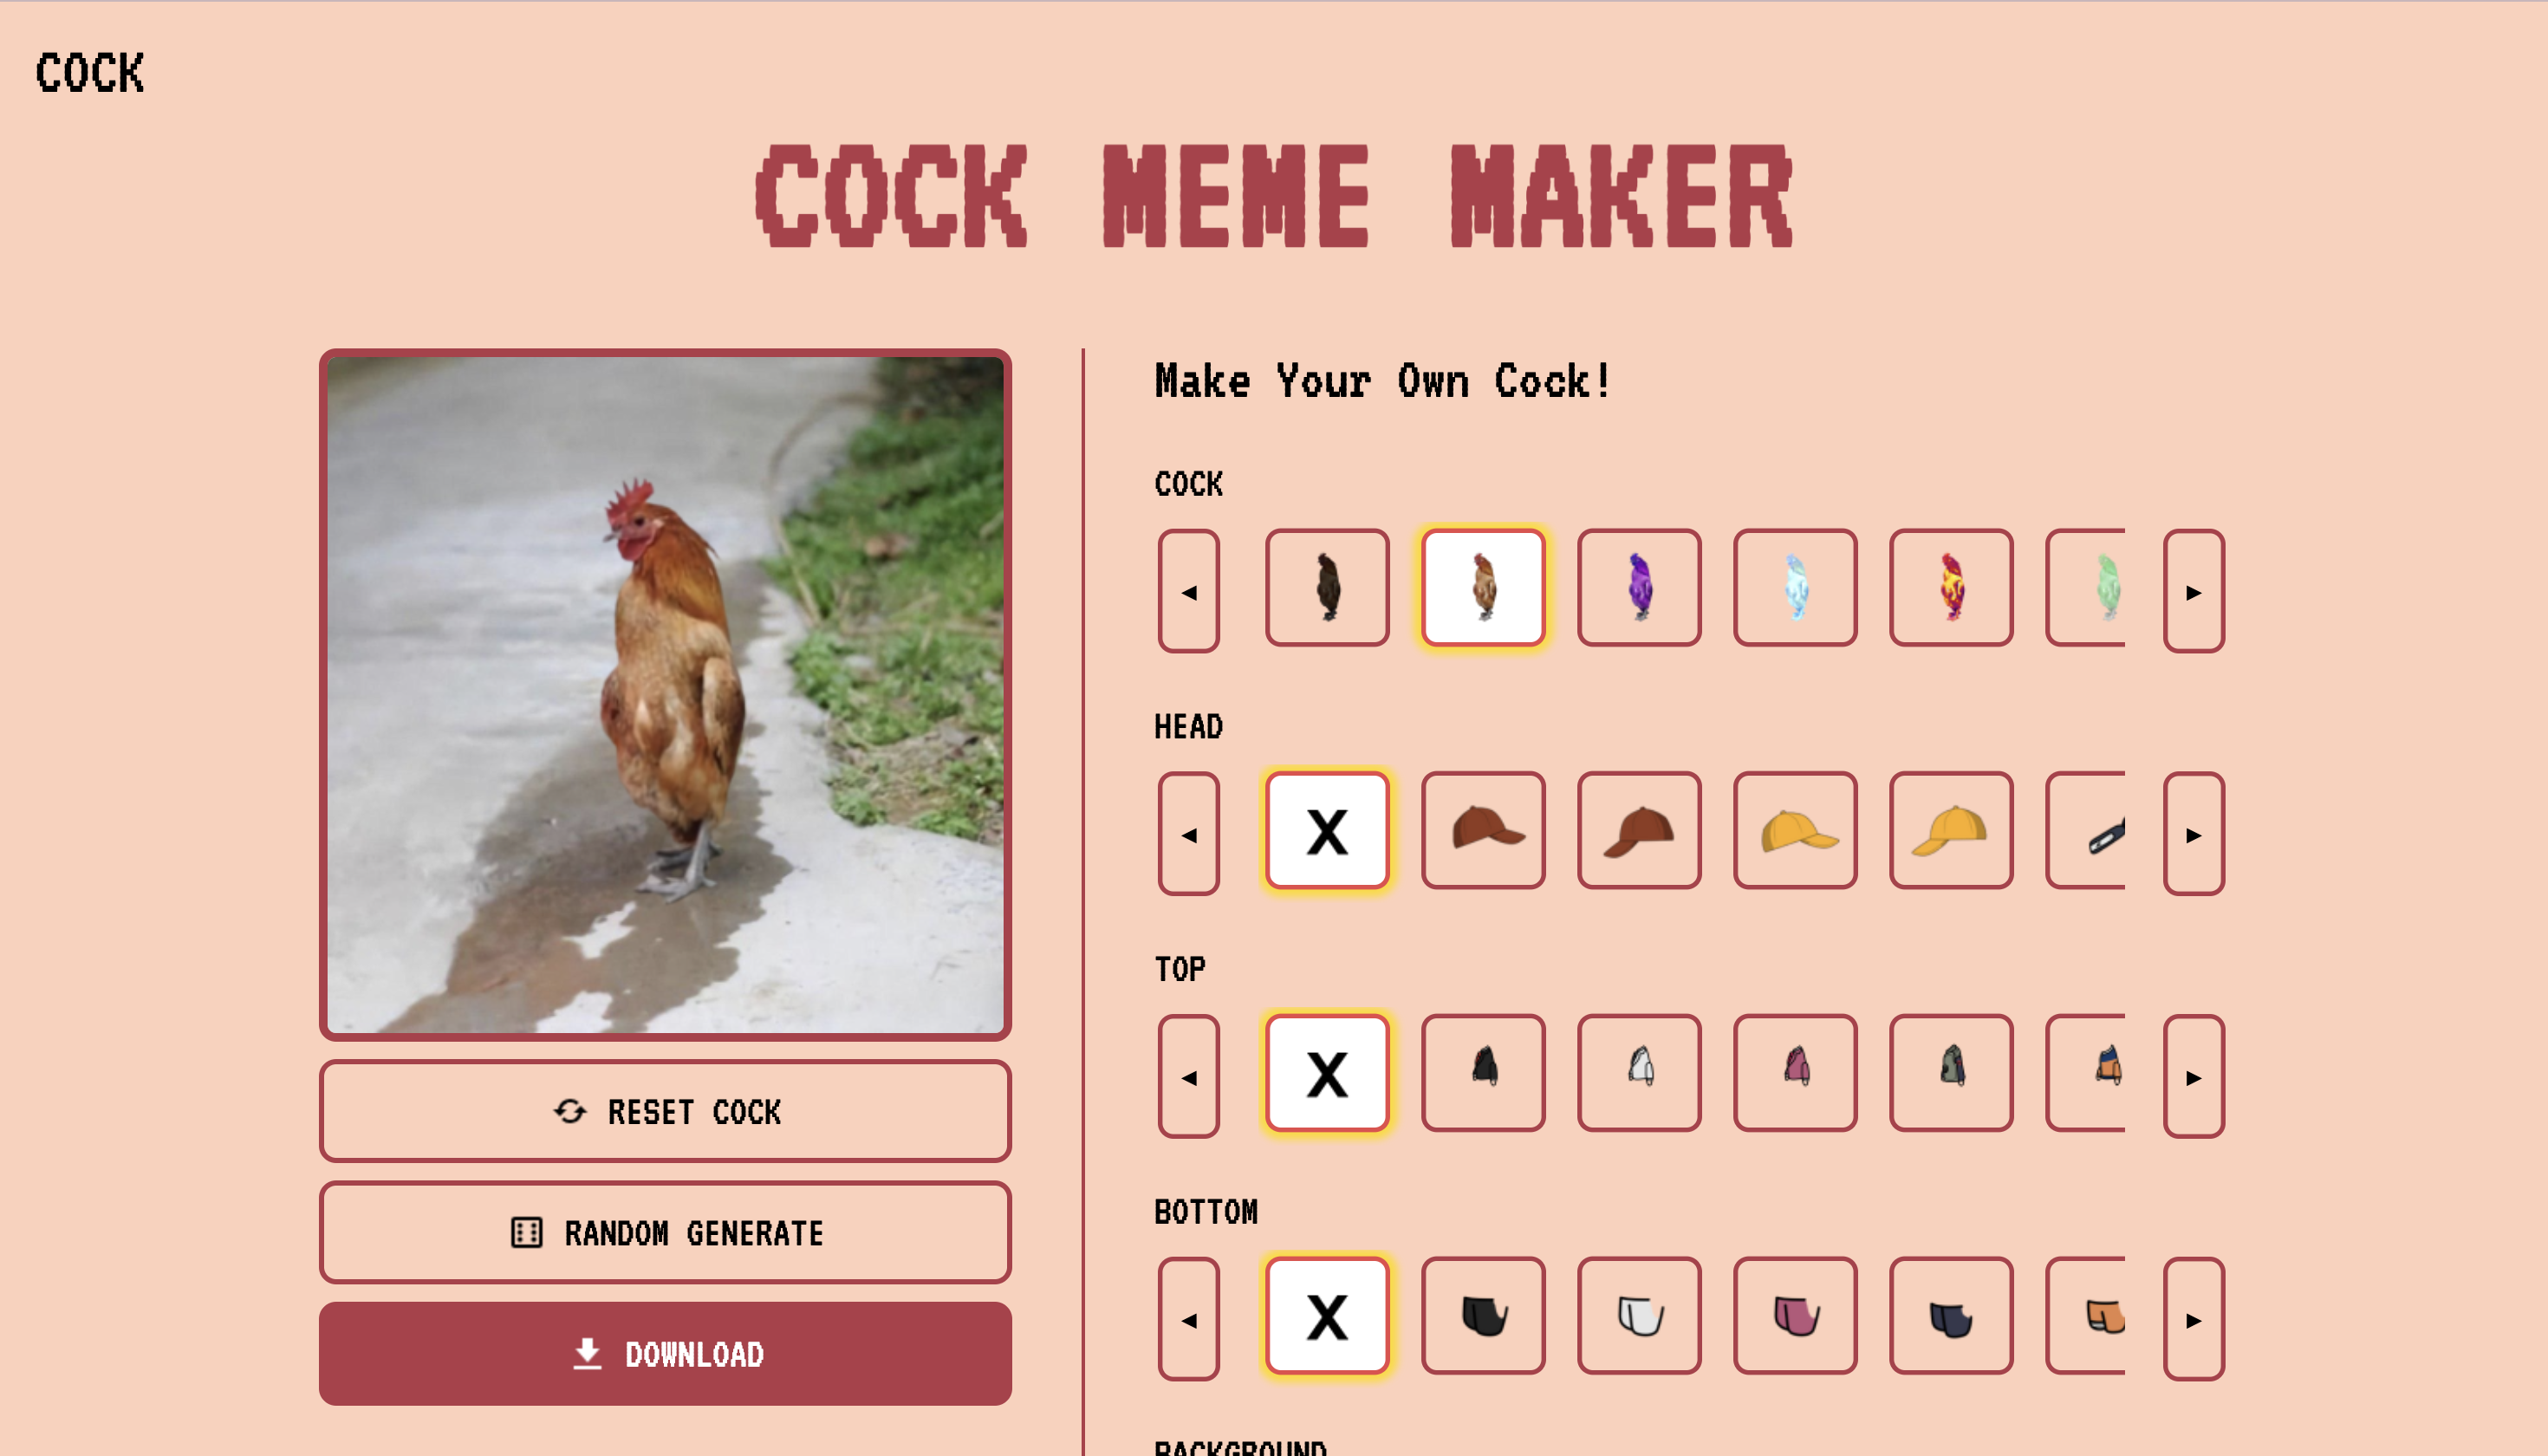 COCK
COCK MEME MAKER
Make Your Own Cock!
COCK
HEAD
X
TOP
X
BOTTOM
X
RESET COCK
RANDOM GENERATE
DOWNLOAD
BACKGROUND